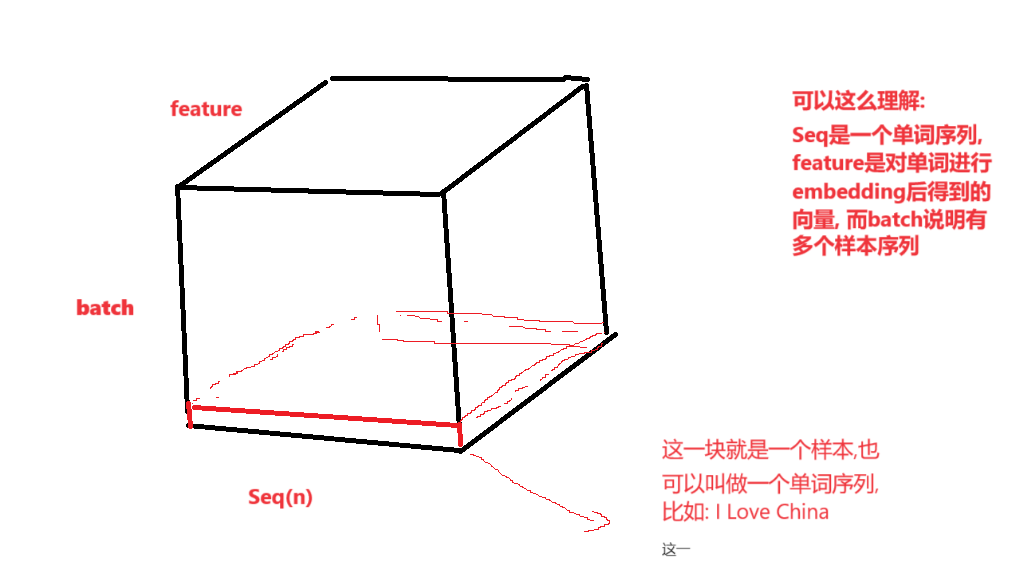 feature
可以这么理解:
Seq是一个单词序列,
feature是对单词进行
embedding后得到的
向量, 而batch说明有
多个样本序列
batch
Seq(n)
这一块就是一个样本,也
可以叫做一个单词序列,
比如: I Love China
这一